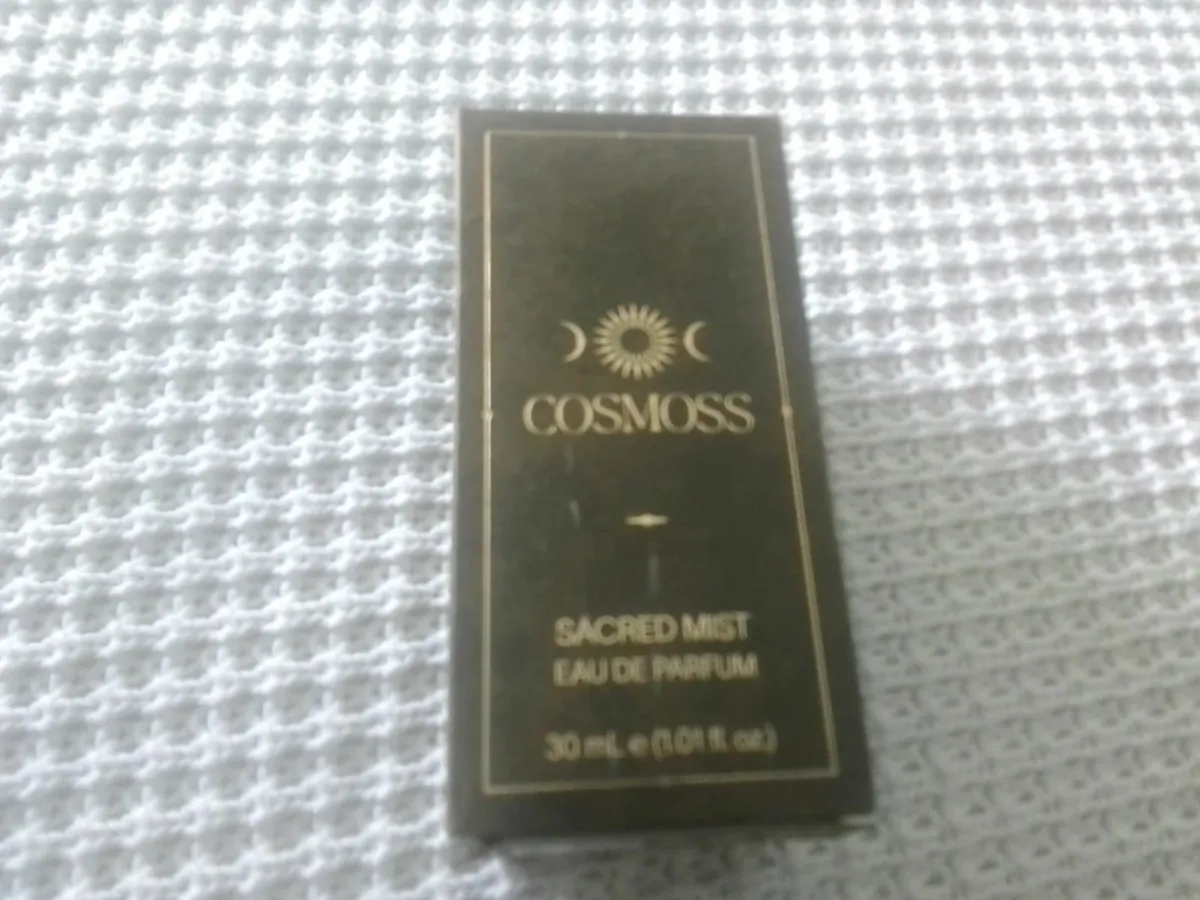 COSMOSS
SACRED MIST
EAU DE PARFUM
30 mL e (1.01 fl. oz.)